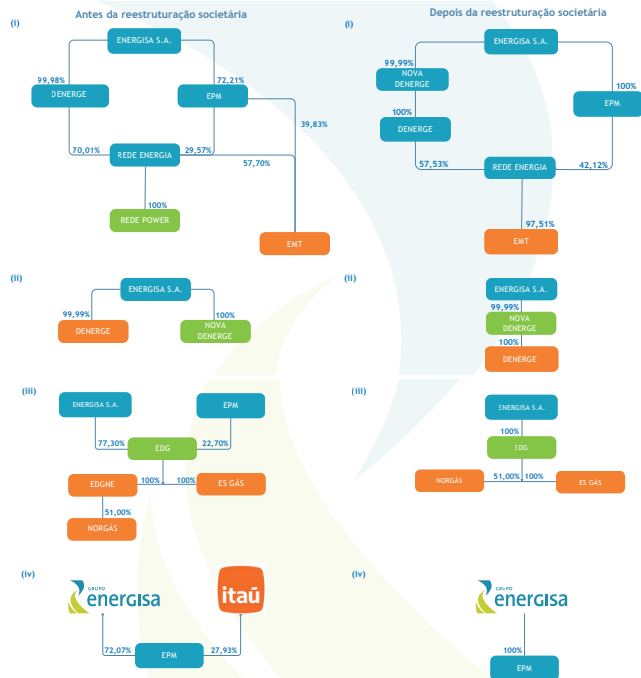 Antes da reestruturação societária
(i)
ENERGISA S.A.
99,98%
72,21%
DENERGE
EPM
39,83%
70,01%
REDE ENERGIA
29,57%
57,70%
100%
REDE POWER
EMT
(ii)
ENERGISA S.A.
99,99%
100%
DENERGE
NOVA
DENERGE
(iii)
ENERGISA S.A.
EPM
77,30%
EDG
22,70%
EDGNE
100%
100%
ES GÁS
51,00%
NORGÁS
(iv)
GRUPO
energisa
itaú
72,07%
EPM
27,93%
Depois da reestruturação societária
(i)
ENERGISA S.A.
99,99%
NOVA
DENERGE
100%
EPM
100%
DENERGE
57,53%
REDE ENERGIA
42,12%
97,51%
EMT
(ii)
ENERGISA S.A.
99,99%
NOVA
DENERGE
100%
DENERGE
(iii)
ENERGISA S.A.
100%
EDG
NORGÁS
51,00%
100%
ES GÁS
(iv)
GRUPO
energisa
100%
EPM